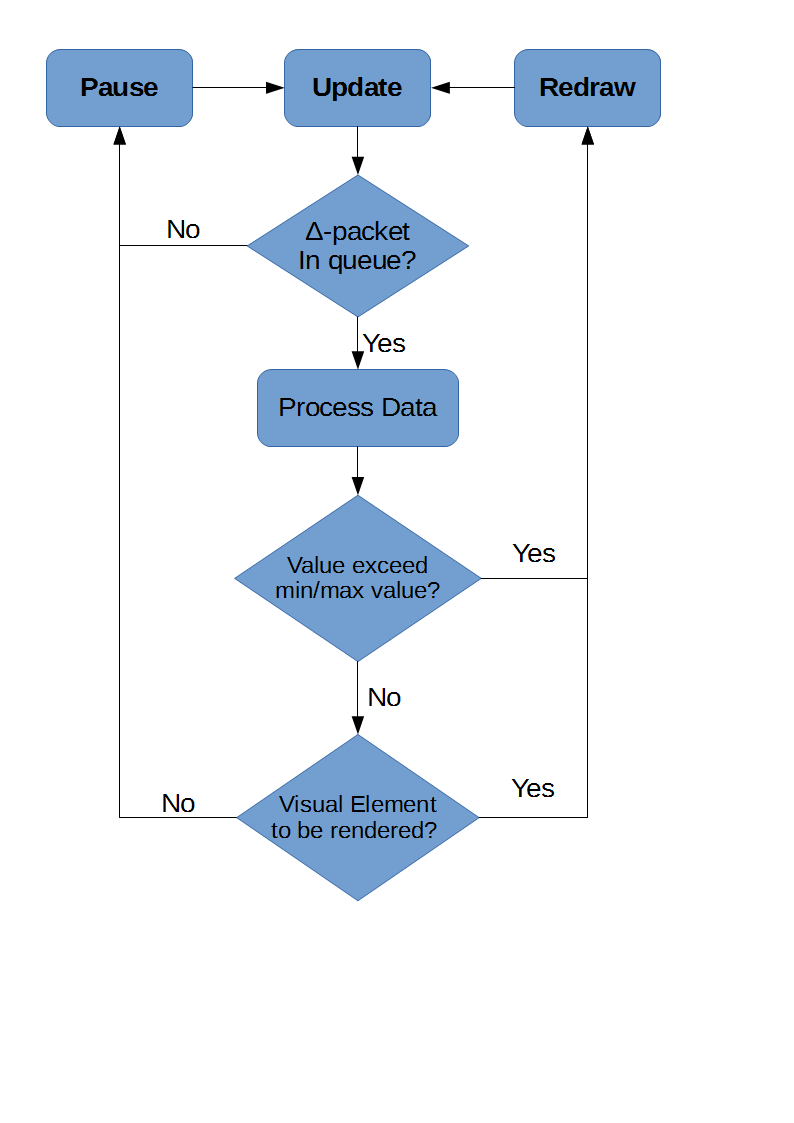 Pause
Update
Redraw
No
Δ-packet
In queue?
Yes
Process Data
Yes
Value exceed
min/max value?
No
Yes
No
Visual Element
to be rendered?